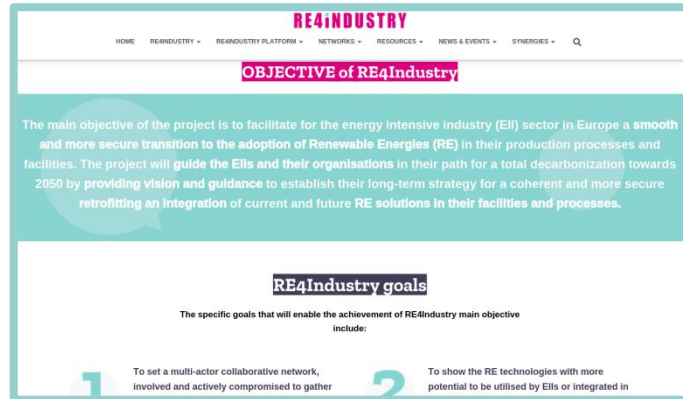 RE4iNDUSTRY
HOME RE4INDUSTRY RE4INDUSTRY PLATFORM NETWORKS RESOURCES NEWS & EVENTS SYNERGIES
OBJECTIVE of RE4Industry
The main objective of the project is to facilitate for the energy intensive industry (EII) sector in Europe a smooth
and more secure transition to the adoption of Renewable Energies (RE) in their production processes and
facilities. The project will guide the EIIs and their organisations in their path for a total decarbonization towards
2050 by providing vision and guidance to establish their long-term strategy for a coherent and more secure
retrofitting an integration of current and future RE solutions in their facilities and processes.
RE4Industry goals
The specific goals that will enable the achievement of RE4Industry main objective
include:
1
To set a multi-actor collaborative network,
involved and actively compromised to gather
2
To show the RE technologies with more
potential to be utilised by EIIs or integrated in